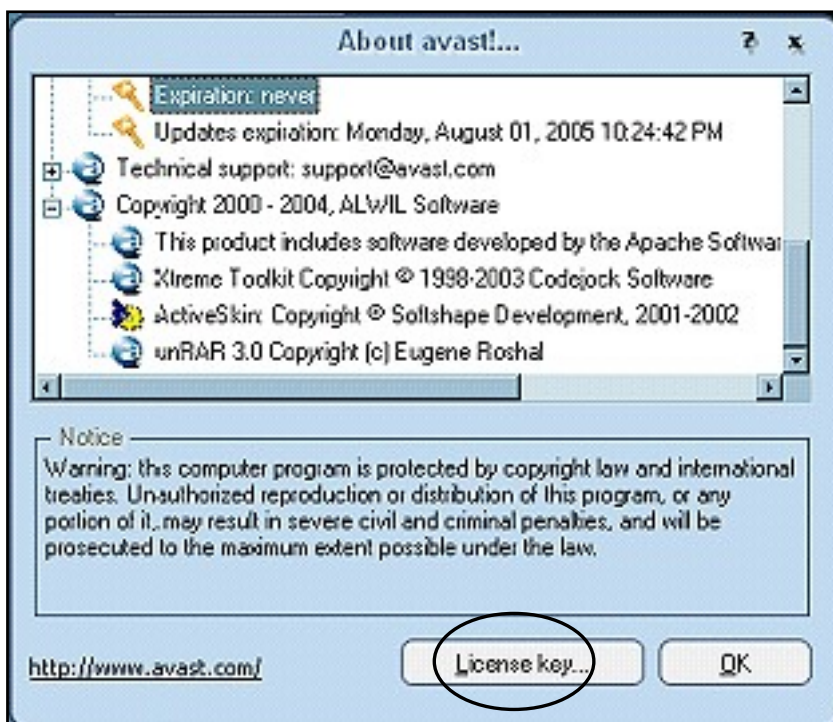 About avast!...
Expiration: never
Updates expiration: Monday, August 01, 2005 10:24:42 PM
Technical support: support@avast.com
Copyright 2000 - 2004, ALWIL Software
This product includes software developed by the Apache Softwar
Xtreme Toolkit Copyright © 1998-2003 Codejock Software
ActiveSkin: Copyright © Softshape Development, 2001-2002
unRAR 3.0 Copyright (c) Eugene Roshal
Notice
Warning: this computer program is protected by copyright law and international
treaties. Unauthorized reproduction or distribution of this program, or any
portion of it, may result in severe civil and criminal penalties, and will be
prosecuted to the maximum extent possible under the law.
http://www.avast.com/
License key...
OK